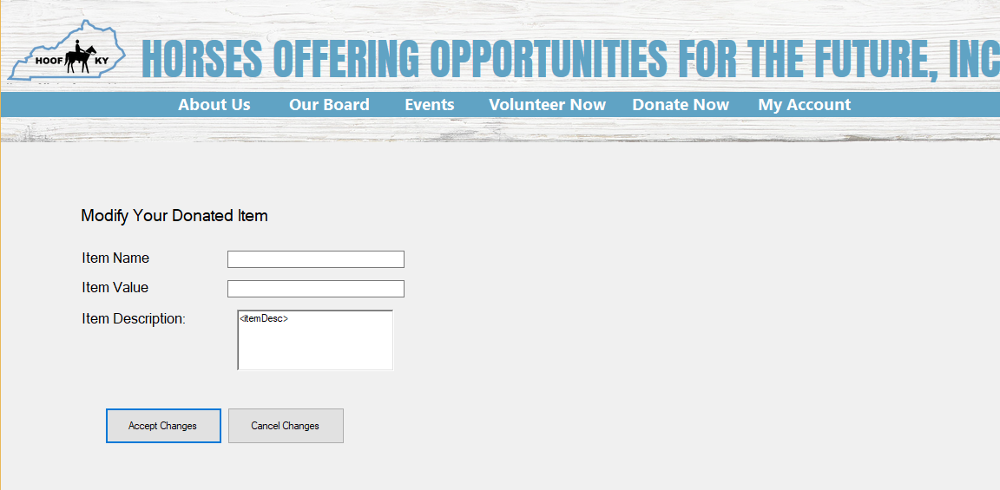 HOOF KY
HORSES OFFERING OPPORTUNITIES FOR THE FUTURE, INC
About Us Our Board Events Volunteer Now Donate Now My Account
Modify Your Donated Item
Item Name
Item Value
Item Description:
<itemDesc>
Accept Changes Cancel Changes